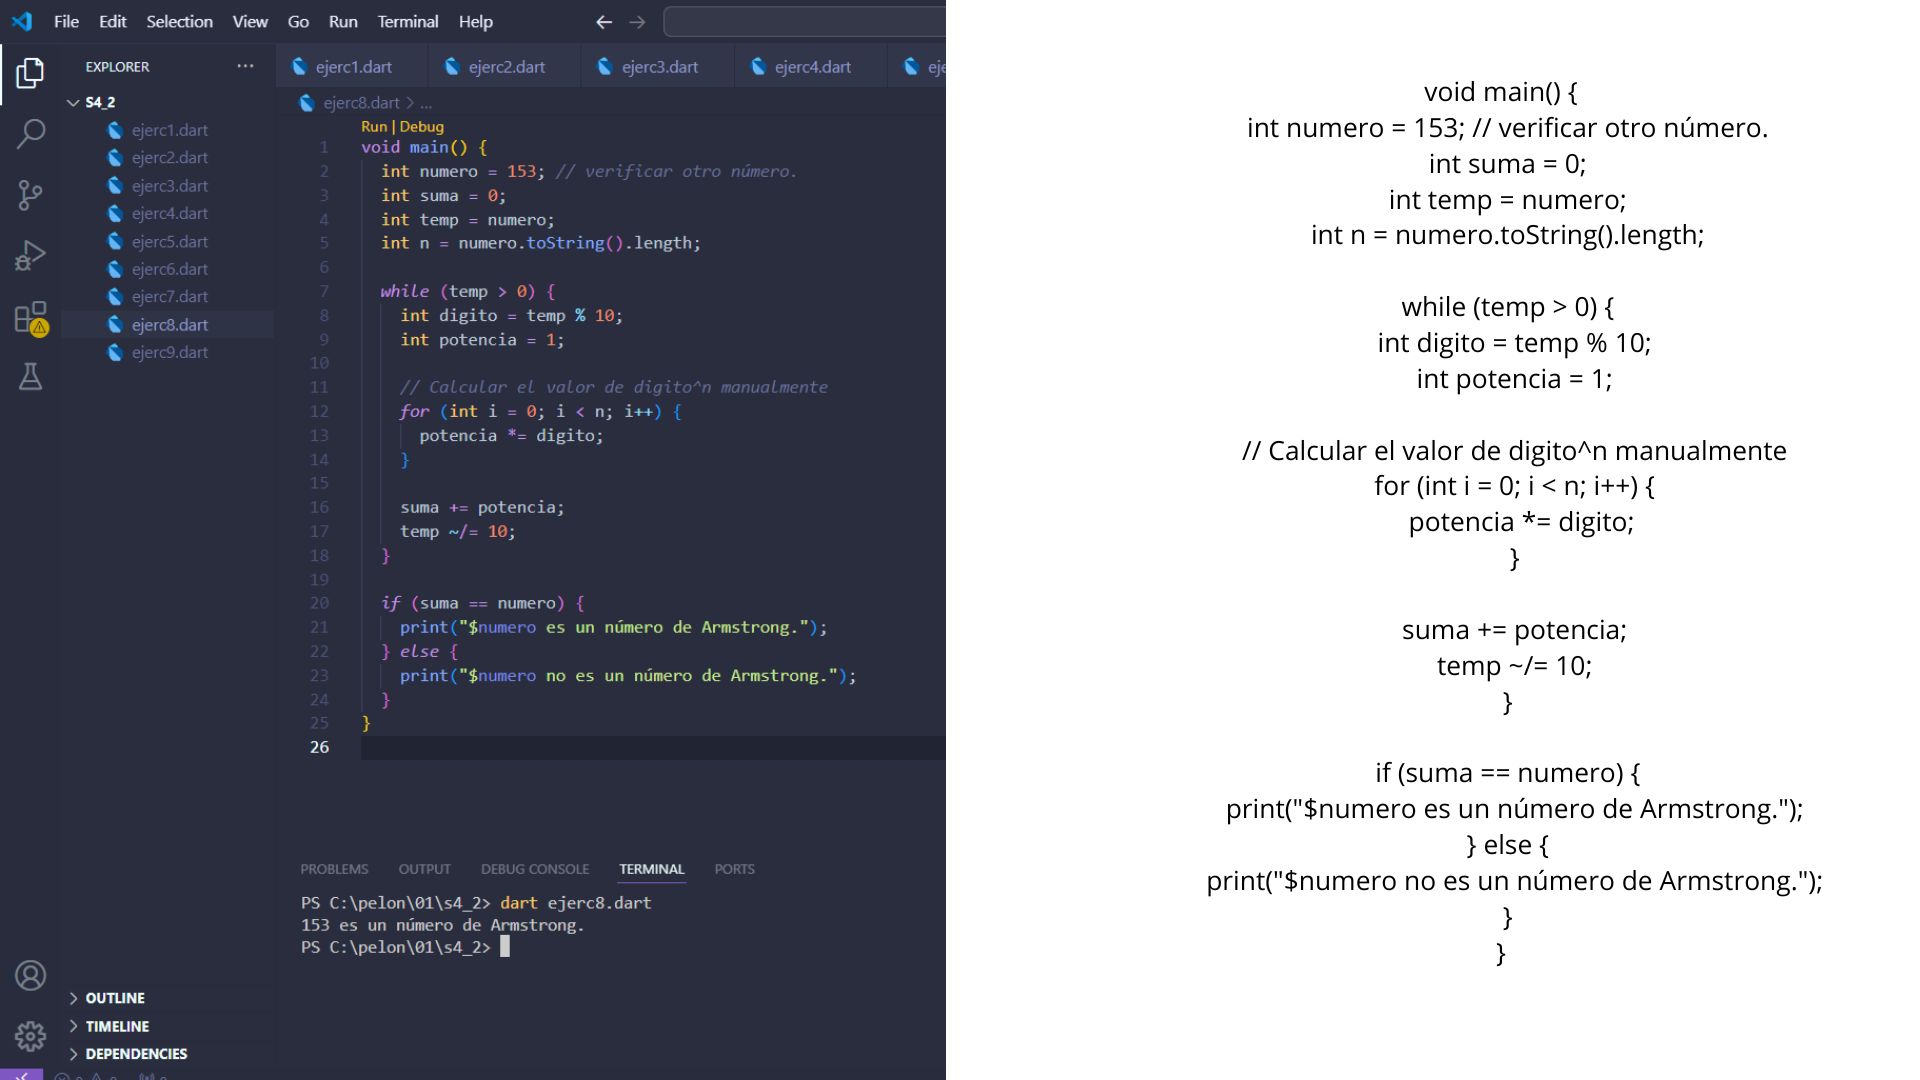 File Edit Selection View Go Run Terminal Help
EXPLORER ...
S4_2
ejerc1.dart
ejerc2.dart
ejerc3.dart
ejerc4.dart
ejerc5.dart
ejerc6.dart
ejerc7.dart
ejerc8.dart
ejerc9.dart
OUTLINE
TIMELINE
DEPENDENCIES
ejerc1.dart ejerc2.dart ejerc3.dart ejerc4.dart
ejerc8.dart > ...
Run | Debug
1 void main() {
2 int numero = 153; // verificar otro número.
3 int suma = 0;
4 int temp = numero;
5 int n = numero.toString().length;
6
7 while (temp > 0) {
8 int digito = temp % 10;
9 int potencia = 1;
10
11 // Calcular el valor de digito^n manualmente
12 for (int i = 0; i < n; i++) {
13 potencia *= digito;
14 }
15
16 suma += potencia;
17 temp ~/= 10;
18 }
19
20 if (suma == numero) {
21 print("$numero es un número de Armstrong.");
22 } else {
23 print("$numero no es un número de Armstrong.");
24 }
25 }
26
PROBLEMS OUTPUT DEBUG CONSOLE TERMINAL PORTS
PS C:\pelon\01\s4_2> dart ejerc8.dart
153 es un número de Armstrong.
PS C:\pelon\01\s4_2>
void main() {
int numero = 153; // verificar otro número.
int suma = 0;
int temp = numero;
int n = numero.toString().length;
while (temp > 0) {
int digito = temp % 10;
int potencia = 1;
// Calcular el valor de digito^n manualmente
for (int i = 0; i < n; i++) {
potencia *= digito;
}
suma += potencia;
temp ~/= 10;
}
if (suma == numero) {
print("$numero es un número de Armstrong.");
} else {
print("$numero no es un número de Armstrong.");
}
}